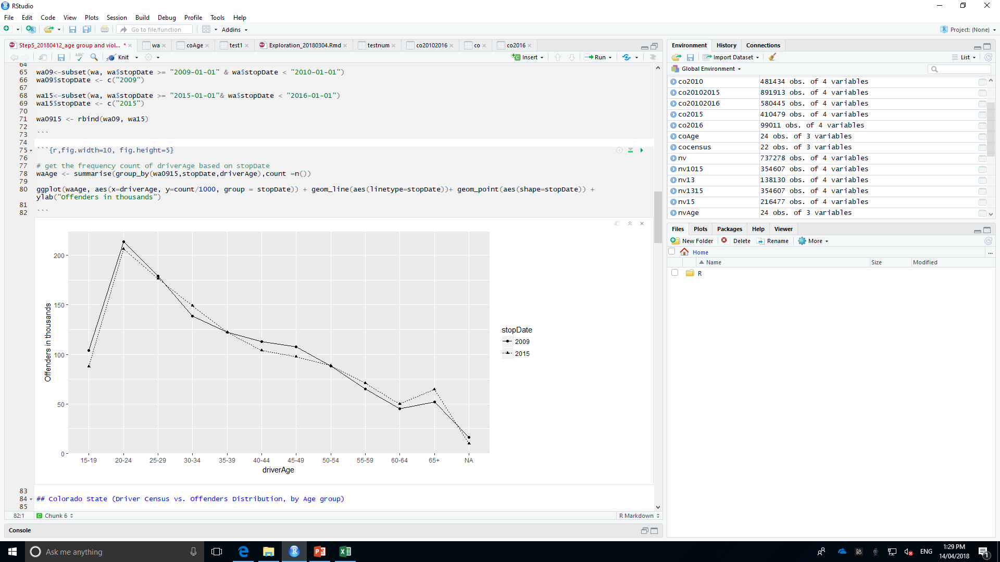 RStudio
File Edit Code View Plots Session Build Debug Profile Tools Help
Go to file/function Addins Project: (None)
Step5_20180412_age group and viol... * wa coAge test1 Exploration_20180304.Rmd testnum co20102016 co co2016
ABC Knit Insert Run
64
65 wa09<-subset(wa, wa$stopDate >= "2009-01-01" & wa$stopDate < "2010-01-01")
66 wa09$stopDate <- c("2009")
67
68 wa15<-subset(wa, wa$stopDate >= "2015-01-01"& wa$stopDate < "2016-01-01")
69 wa15$stopDate <- c("2015")
70
71 wa0915 <- rbind(wa09, wa15)
72
73 ```
74
75 ```{r,fig.width=10, fig.height=5}
76
77 # get the frequency count of driverAge based on stopDate
78 waAge <- summarise(group_by(wa0915,stopDate,driverAge),count =n())
79
80 ggplot(waAge, aes(x=driverAge, y=count/1000, group = stopDate)) + geom_line(aes(linetype=stopDate))+ geom_point(aes(shape=stopDate)) +
ylab("Offenders in thousands")
81
82 ```
Offenders in thousands
200
150
100
50
0
15-19 20-24 25-29 30-34 35-39 40-44 45-49 50-54 55-59 60-64 65+ NA
driverAge
stopDate
2009
2015
83
84 ## Colorado State (Driver Census vs. Offenders Distribution, by Age group)
85
82:1 Chunk 6 R Markdown
Console
Environment History Connections
Import Dataset List
Global Environment
co2010 481434 obs. of 4 variables
co20102015 891913 obs. of 4 variables
co20102016 580445 obs. of 4 variables
co2015 410479 obs. of 4 variables
co2016 99011 obs. of 4 variables
coAge 24 obs. of 3 variables
cocensus 22 obs. of 3 variables
nv 737278 obs. of 4 variables
nv1015 354607 obs. of 4 variables
nv13 138130 obs. of 4 variables
nv1315 354607 obs. of 4 variables
nv15 216477 obs. of 4 variables
nvAge 24 obs. of 3 variables
Files Plots Packages Help Viewer
New Folder Delete Rename More
Home ...
Name Size Modified
R
Ask me anything
ENG
1:29 PM
14/04/2018
1